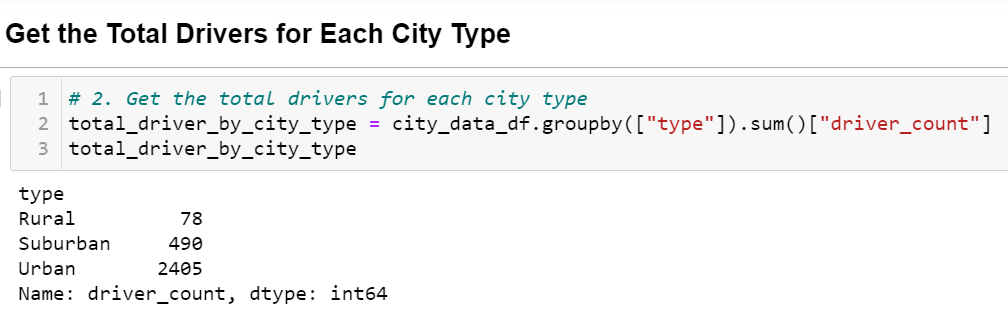 Get the Total Drivers for Each City Type
1 # 2. Get the total drivers for each city type
2 total_driver_by_city_type = city_data_df.groupby(["type"]).sum()["driver_count"]
3 total_driver_by_city_type
type
Rural 78
Suburban 490
Urban 2405
Name: driver_count, dtype: int64